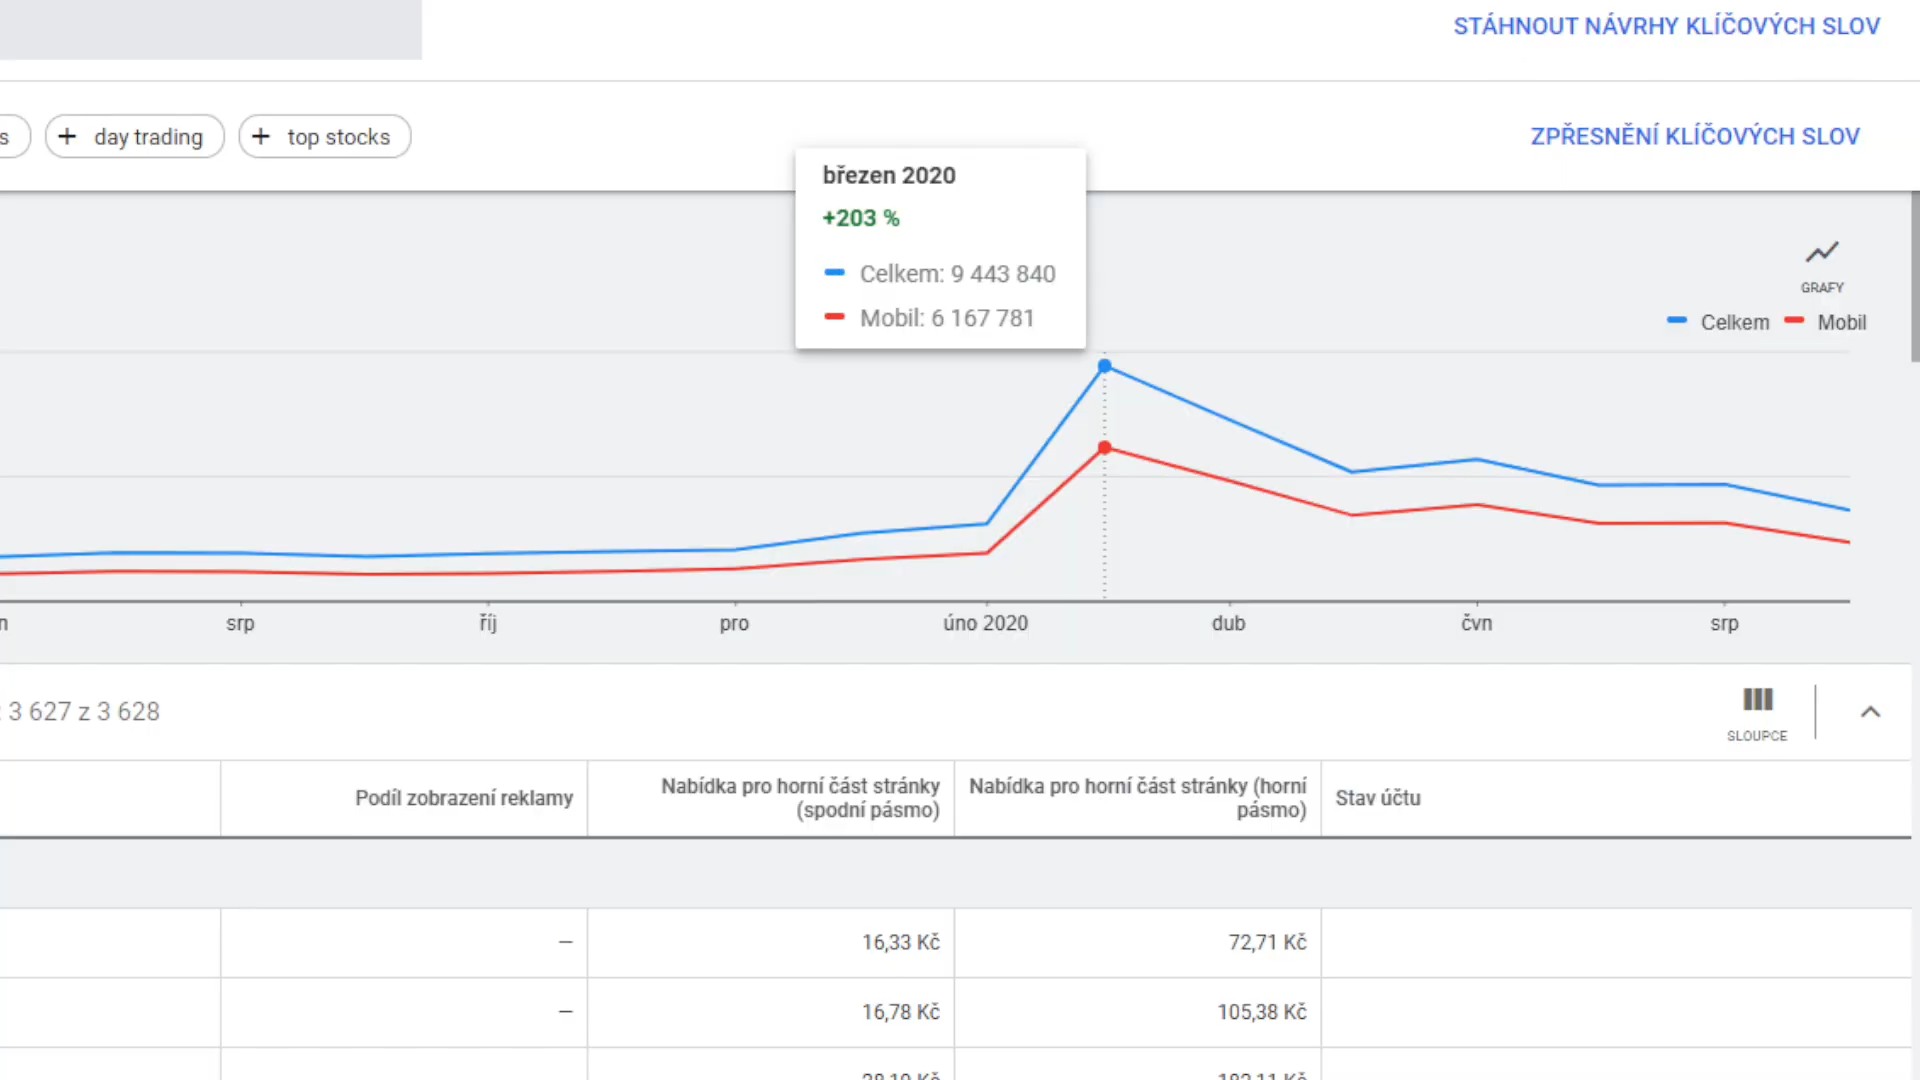 STÁHNOUT NÁVRHY KLÍČOVÝCH SLOV
s
+ day trading
+ top stocks
ZPŘESNĚNÍ KLÍČOVÝCH SLOV
březen 2020
+203 %
Celkem: 9 443 840
Mobil: 6 167 781
GRAFY
Celkem
Mobil
n
srp
říj
pro
úno 2020
dub
čvn
srp
: 3 627 z 3 628
SLOUPCE
Podíl zobrazení reklamy
Nabídka pro horní část stránky
(spodní pásmo)
Nabídka pro horní část stránky (horní
pásmo)
Stav účtu
–
16,33 Kč
72,71 Kč
–
16,78 Kč
105,38 Kč